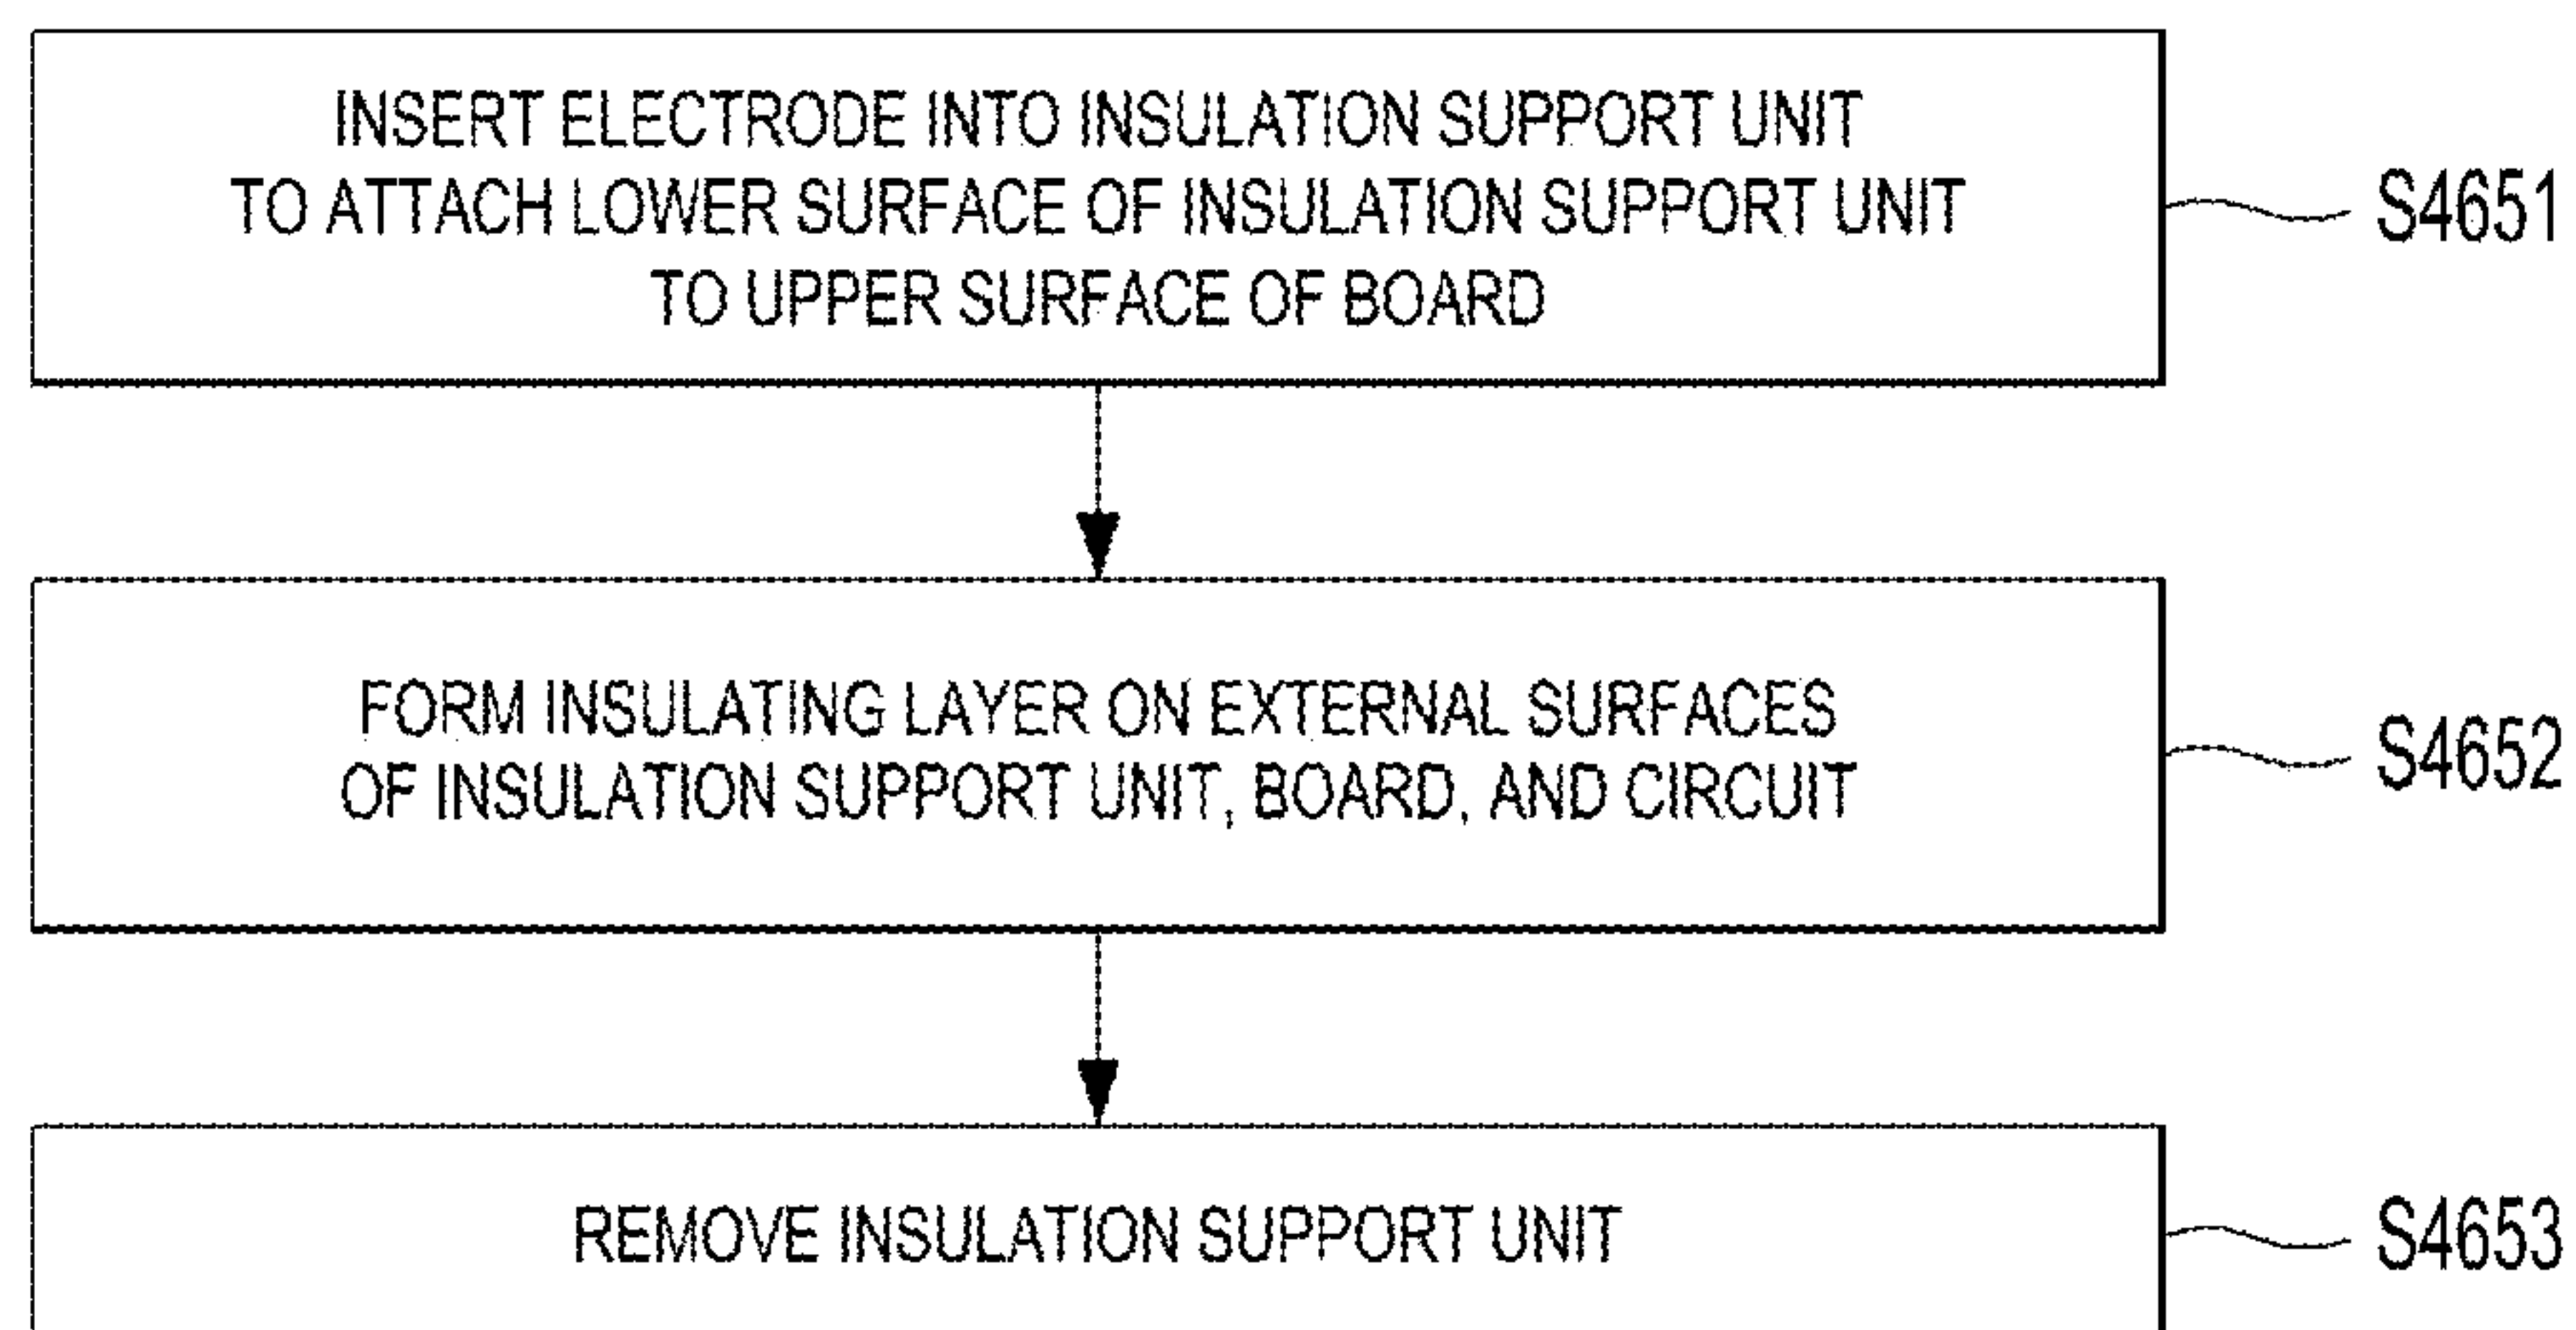 INSERT ELECTRODE INTO INSULATION SUPPORT UNIT
TO ATTACH LOWER SURFACE OF INSULATION SUPPORT UNIT
TO UPPER SURFACE OF BOARD
S4651
FORM INSULATING LAYER ON EXTERNAL SURFACES
OF INSULATION SUPPORT UNIT, BOARD, AND CIRCUIT
S4652
REMOVE INSULATION SUPPORT UNIT
S4653